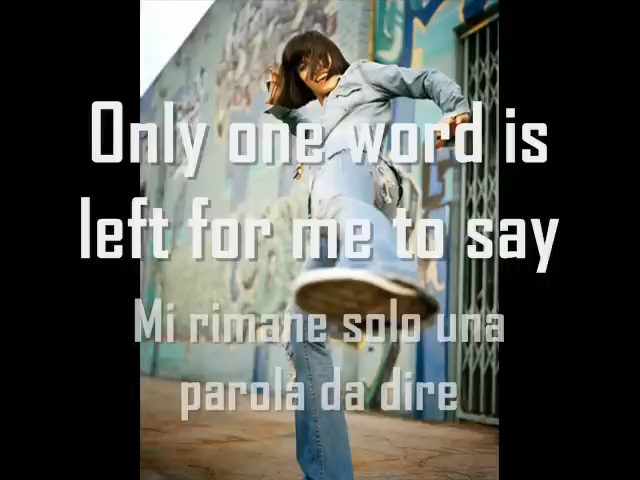 Only one word is
left for me to say
Mi rimane solo una
parola da dire